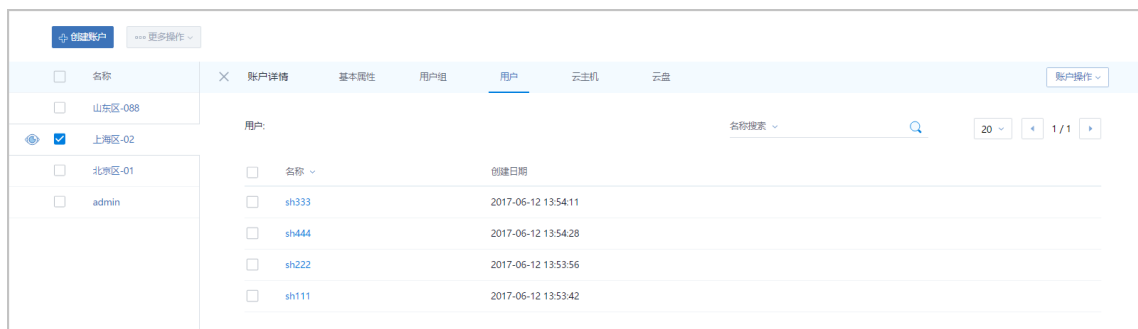 创建账户 更多操作
名称 账户详情 基本属性 用户组 用户 云主机 云盘 账户操作
山东区-088
上海区-02
北京区-01
admin
用户: 名称搜索 20 1 / 1
名称 创建日期
sh333 2017-06-12 13:54:11
sh444 2017-06-12 13:54:28
sh222 2017-06-12 13:53:56
sh111 2017-06-12 13:53:42